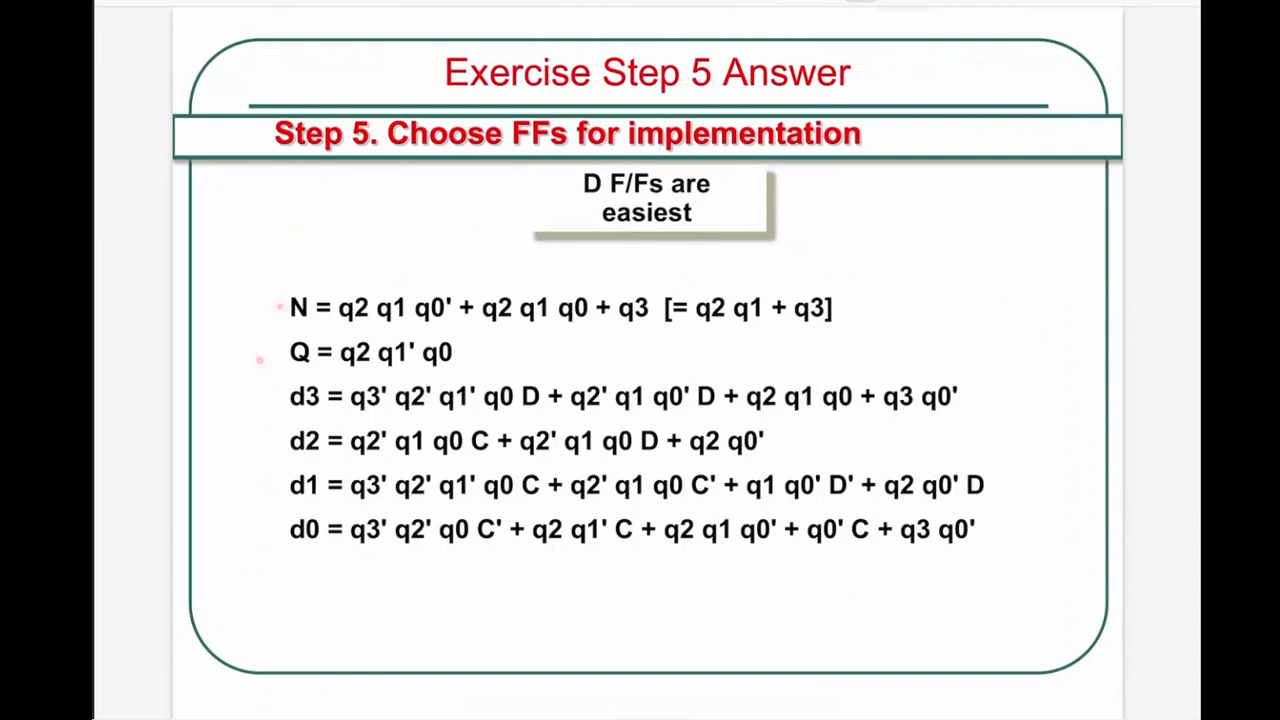 Exercise Step 5 Answer
Step 5. Choose FFs for implementation
D F/Fs are
easiest
N = q2 q1 q0' + q2 q1 q0 + q3 [= q2 q1 + q3]
Q = q2 q1' q0
d3 = q3' q2' q1' q0 D + q2' q1 q0' D + q2 q1 q0 + q3 q0'
d2 = q2' q1 q0 C + q2' q1 q0 D + q2 q0'
d1 = q3' q2' q1' q0 C + q2' q1 q0 C' + q1 q0' D' + q2 q0' D
d0 = q3' q2' q0 C' + q2 q1' C + q2 q1 q0' + q0' C + q3 q0'